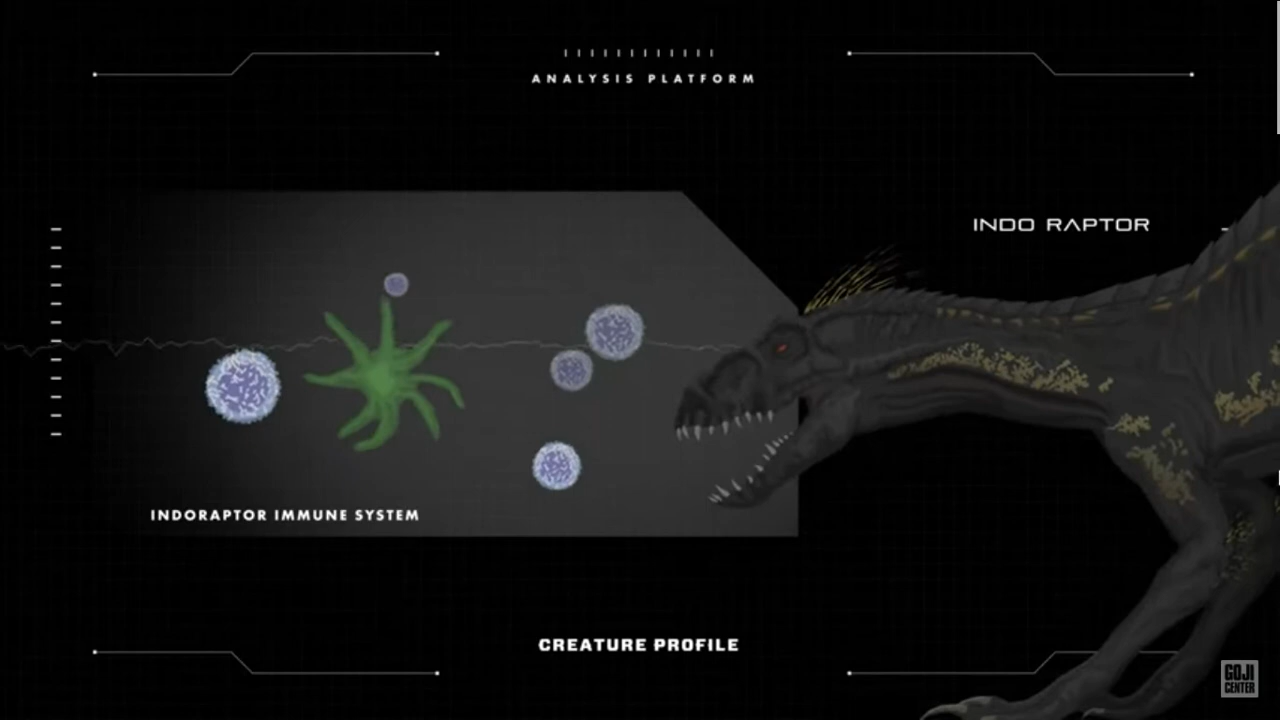 ANALYSIS PLATFORM
INDO RAPTOR
INDORAPTOR IMMUNE SYSTEM
CREATURE PROFILE
GOJI
CENTER